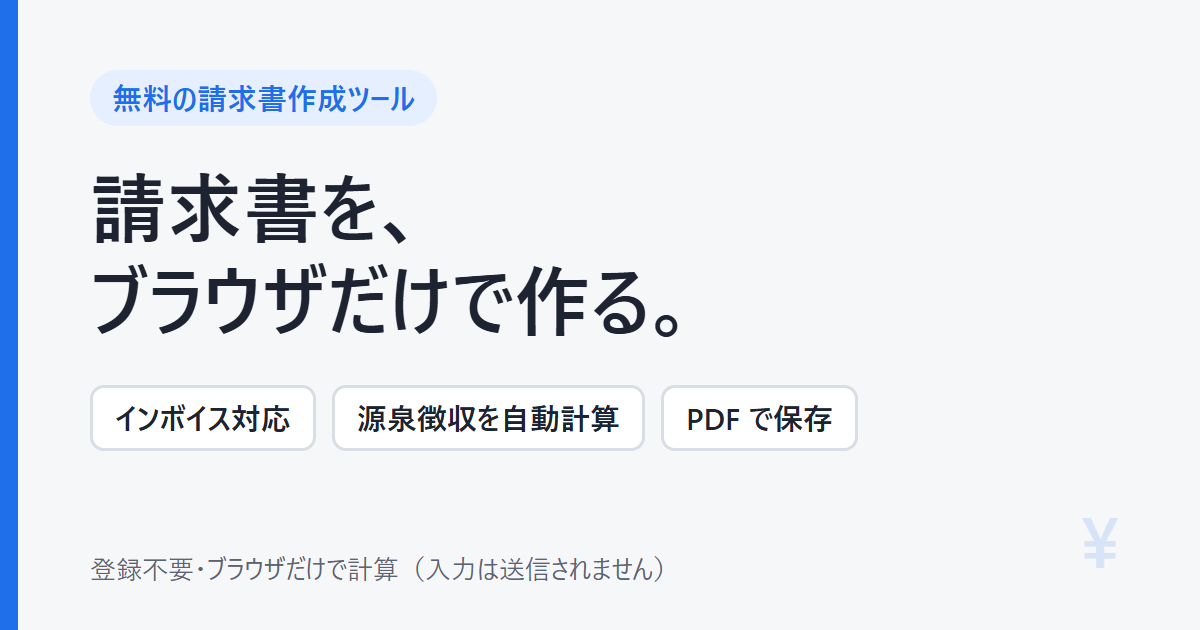 無料の請求書作成ツール
請求書を、
ブラウザだけで作る。
インボイス対応
源泉徴収を自動計算
PDF で保存
登録不要・ブラウザだけで計算（入力は送信されません）
¥